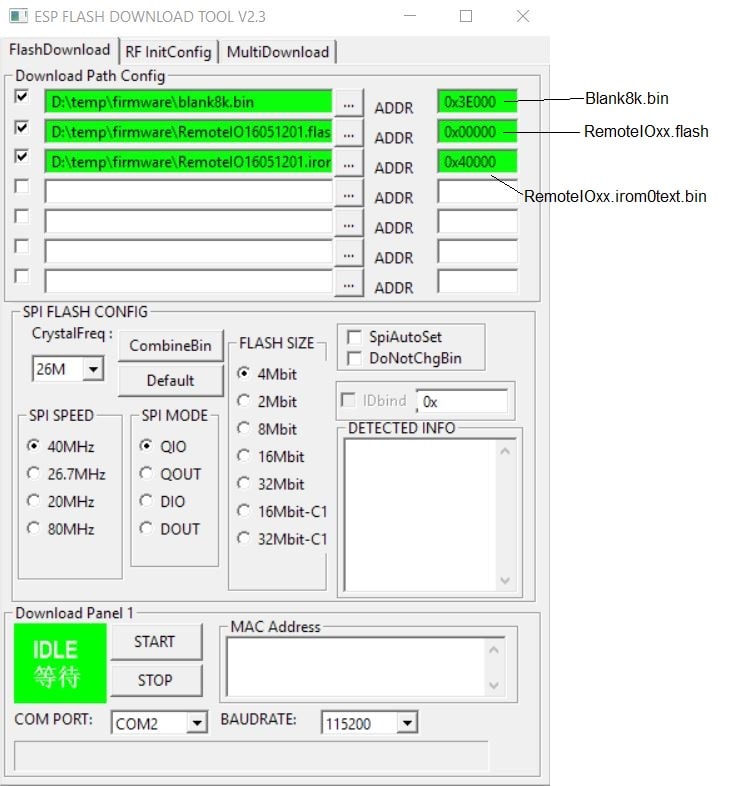 ESP FLASH DOWNLOAD TOOL V2.3
FlashDownload RF InitConfig MultiDownload
Download Path Config
D:\temp\firmware\blank8k.bin ... ADDR 0x3E000 Blank8k.bin
D:\temp\firmware\RemoteIO16051201.flas ... ADDR 0x00000 RemoteIOxx.flash
D:\temp\firmware\RemoteIO16051201.iror ... ADDR 0x40000
... ADDR RemoteIOxx.irom0text.bin
... ADDR
... ADDR
... ADDR
SPI FLASH CONFIG
CrystalFreq :
26M
CombineBin
Default
SPI SPEED
40MHz
26.7MHz
20MHz
80MHz
SPI MODE
QIO
QOUT
DIO
DOUT
FLASH SIZE
4Mbit
2Mbit
8Mbit
16Mbit
32Mbit
16Mbit-C1
32Mbit-C1
SpiAutoSet
DoNotChgBin
IDbind 0x
DETECTED INFO
Download Panel 1
IDLE
等待
START
STOP
MAC Address
COM PORT: COM2 BAUDRATE: 115200